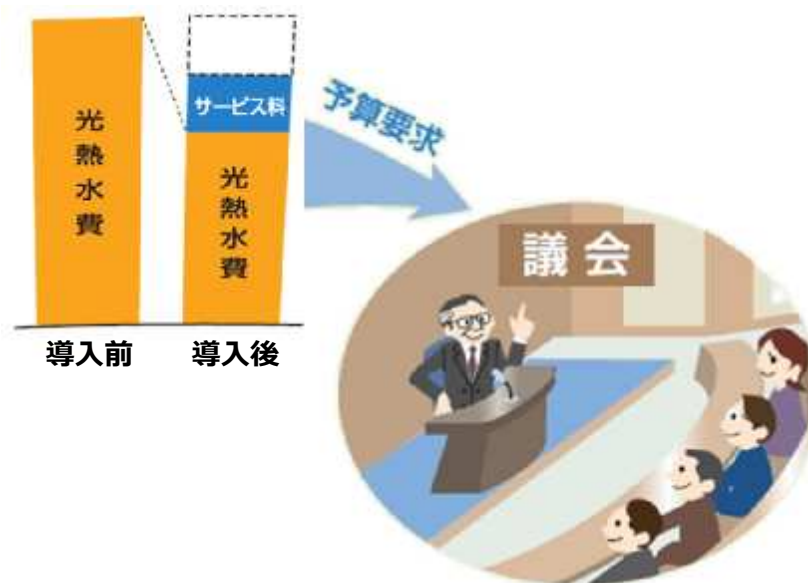 光熱水費
サービス料
光熱水費
導入前
導入後
予算要求
議会